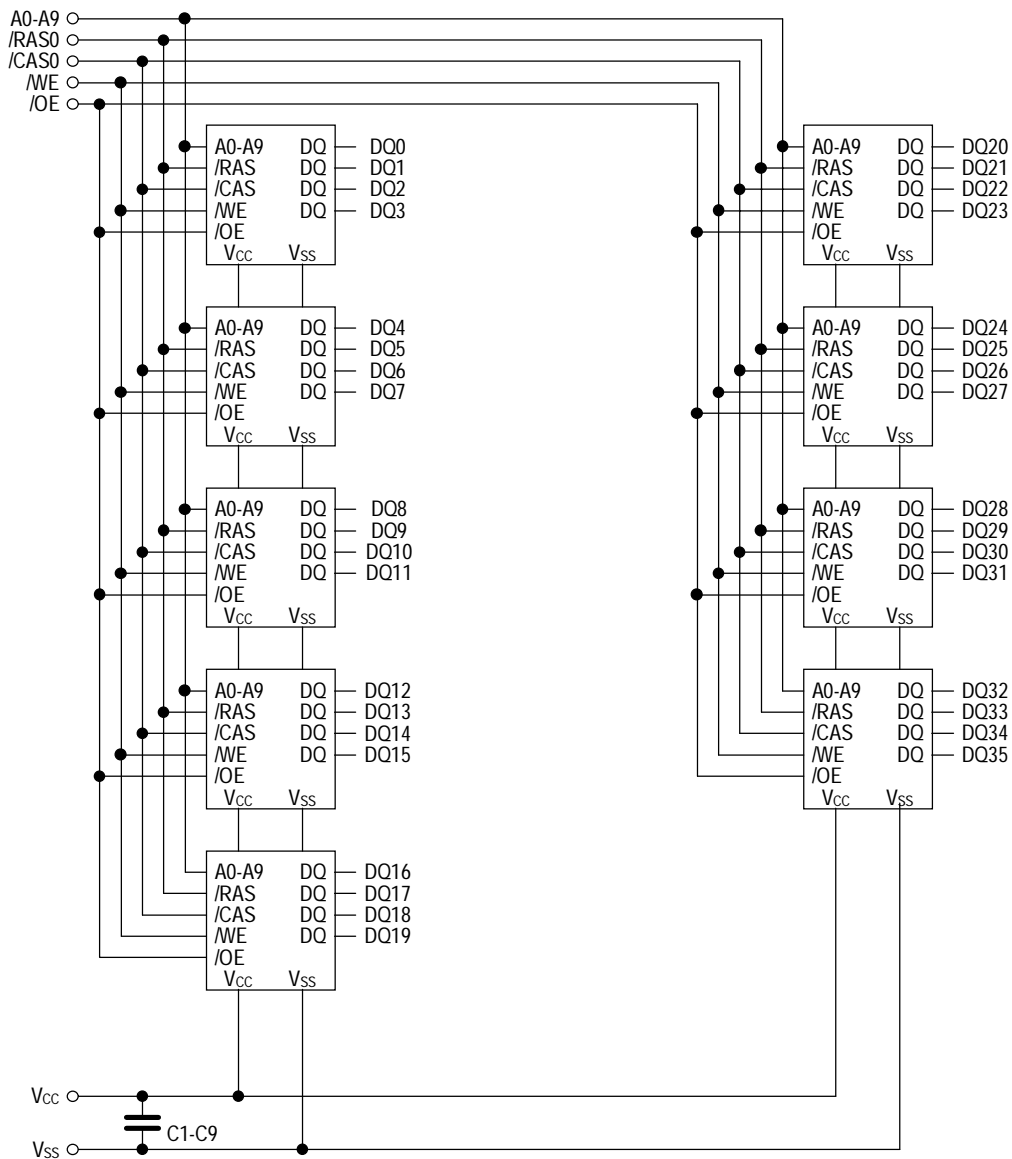 A0-A9
/RAS0
/CAS0
/WE
/OE
A0-A9 DQ DQ0
/RAS DQ DQ1
/CAS DQ DQ2
/WE DQ DQ3
/OE
VCC VSS
A0-A9 DQ DQ4
/RAS DQ DQ5
/CAS DQ DQ6
/WE DQ DQ7
/OE
VCC VSS
A0-A9 DQ DQ8
/RAS DQ DQ9
/CAS DQ DQ10
/WE DQ DQ11
/OE
VCC VSS
A0-A9 DQ DQ12
/RAS DQ DQ13
/CAS DQ DQ14
/WE DQ DQ15
/OE
VCC VSS
A0-A9 DQ DQ16
/RAS DQ DQ17
/CAS DQ DQ18
/WE DQ DQ19
/OE
VCC VSS
A0-A9 DQ DQ20
/RAS DQ DQ21
/CAS DQ DQ22
/WE DQ DQ23
/OE
VCC VSS
A0-A9 DQ DQ24
/RAS DQ DQ25
/CAS DQ DQ26
/WE DQ DQ27
/OE
VCC VSS
A0-A9 DQ DQ28
/RAS DQ DQ29
/CAS DQ DQ30
/WE DQ DQ31
/OE
VCC VSS
A0-A9 DQ DQ32
/RAS DQ DQ33
/CAS DQ DQ34
/WE DQ DQ35
/OE
VCC VSS
VCC
C1-C9
VSS